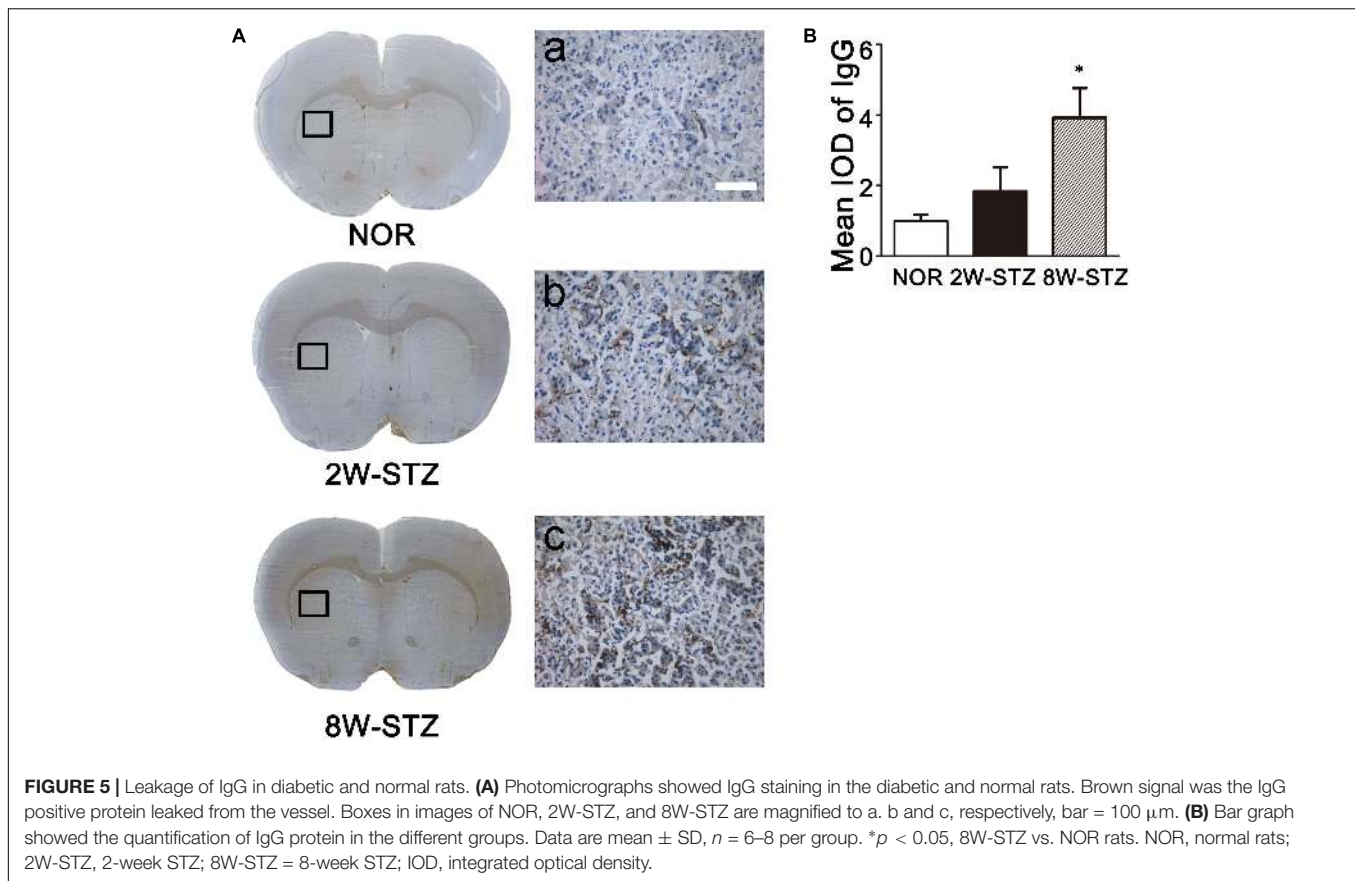 A
a
NOR
b
2W-STZ
c
8W-STZ
B
Mean IOD of IgG
6
4
2
0
*
NOR 2W-STZ 8W-STZ
FIGURE 5 | Leakage of IgG in diabetic and normal rats. (A) Photomicrographs showed IgG staining in the diabetic and normal rats. Brown signal was the IgG
positive protein leaked from the vessel. Boxes in images of NOR, 2W-STZ, and 8W-STZ are magnified to a. b and c, respectively, bar = 100 μm. (B) Bar graph
showed the quantification of IgG protein in the different groups. Data are mean ± SD, n = 6–8 per group. *p < 0.05, 8W-STZ vs. NOR rats. NOR, normal rats;
2W-STZ, 2-week STZ; 8W-STZ = 8-week STZ; IOD, integrated optical density.